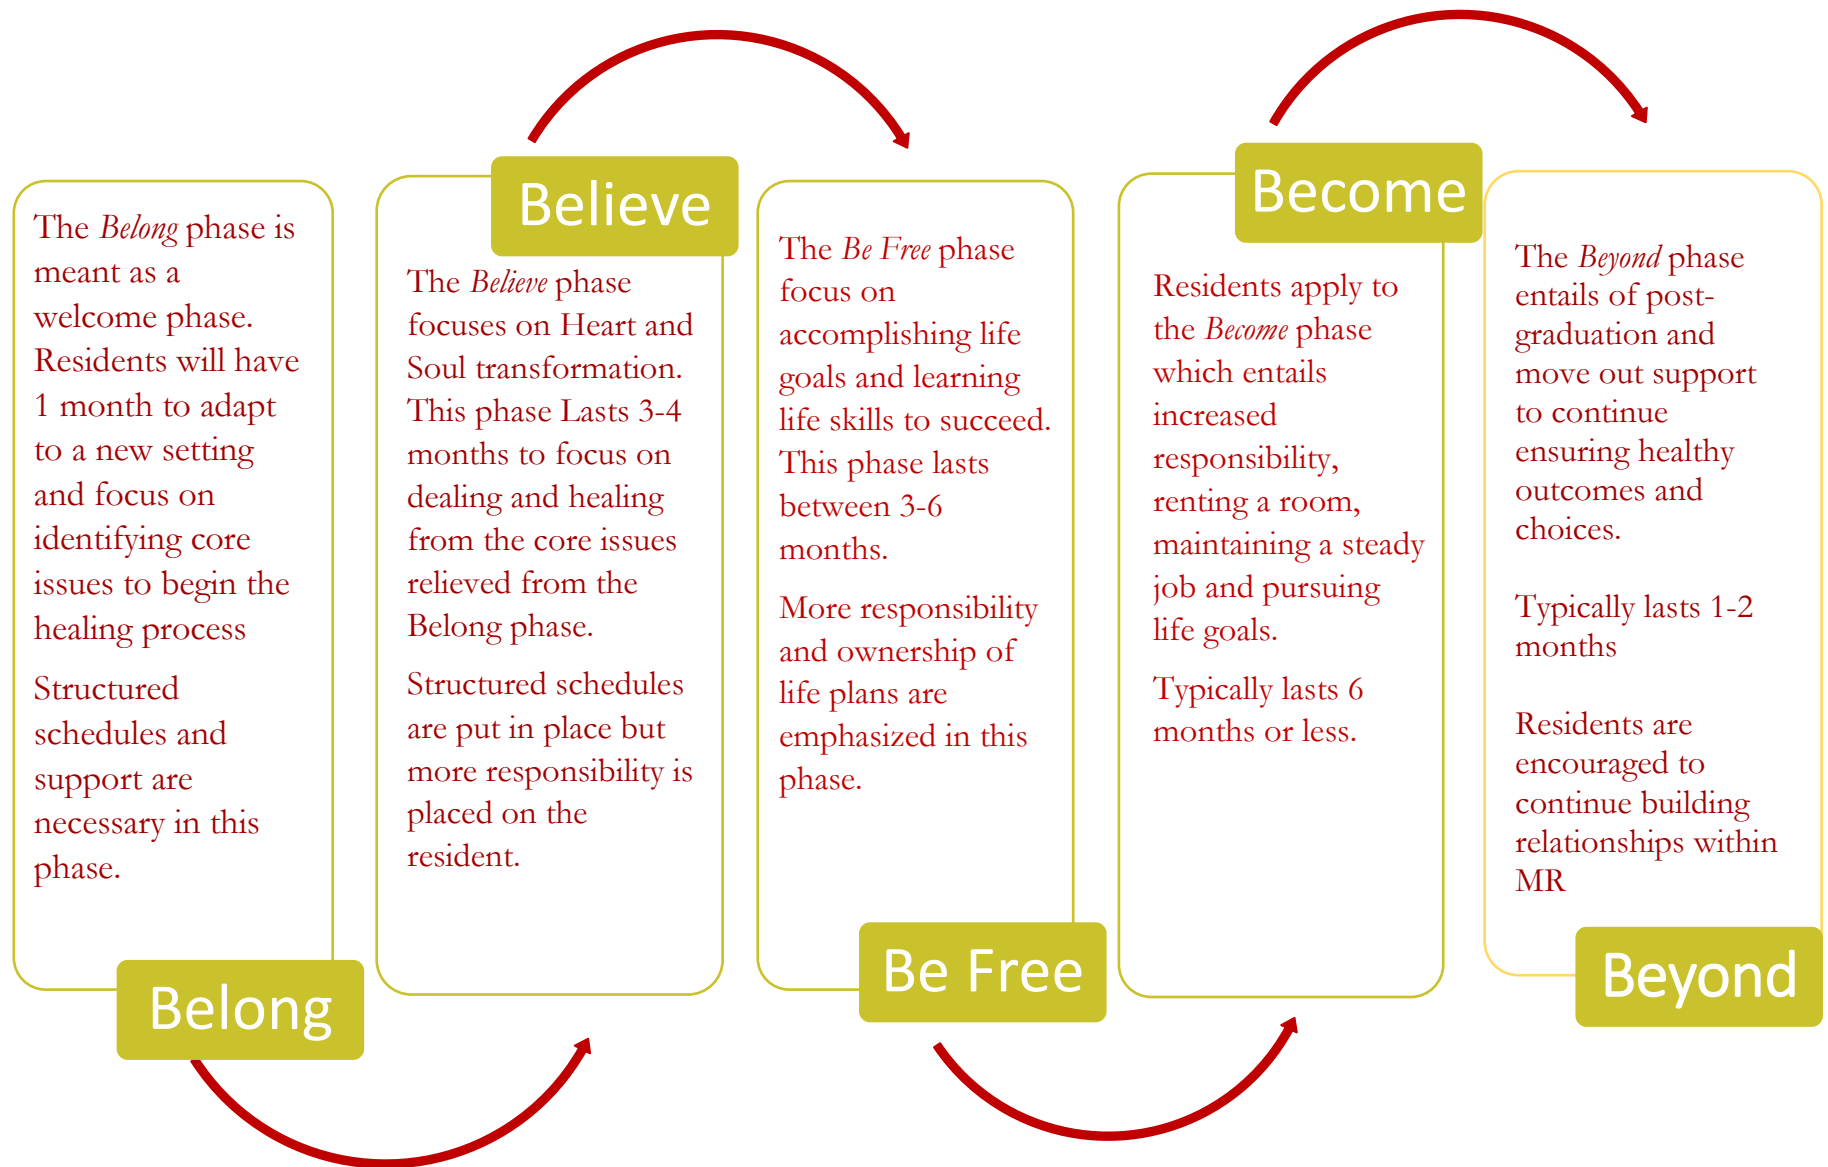 The Belong phase is
meant as a
welcome phase.
Residents will have
1 month to adapt
to a new setting
and focus on
identifying core
issues to begin the
healing process
Structured
schedules and
support are
necessary in this
phase.
Belong
Believe
The Believe phase
focuses on Heart and
Soul transformation.
This phase Lasts 3-4
months to focus on
dealing and healing
from the core issues
relieved from the
Belong phase.
Structured schedules
are put in place but
more responsibility is
placed on the
resident.
The Be Free phase
focus on
accomplishing life
goals and learning
life skills to succeed.
This phase lasts
between 3-6
months.
More responsibility
and ownership of
life plans are
emphasized in this
phase.
Be Free
Become
Residents apply to
the Become phase
which entails
increased
responsibility,
renting a room,
maintaining a steady
job and pursuing
life goals.
Typically lasts 6
months or less.
The Beyond phase
entails of post-
graduation and
move out support
to continue
ensuring healthy
outcomes and
choices.
Typically lasts 1-2
months
Residents are
encouraged to
continue building
relationships within
MR
Beyond